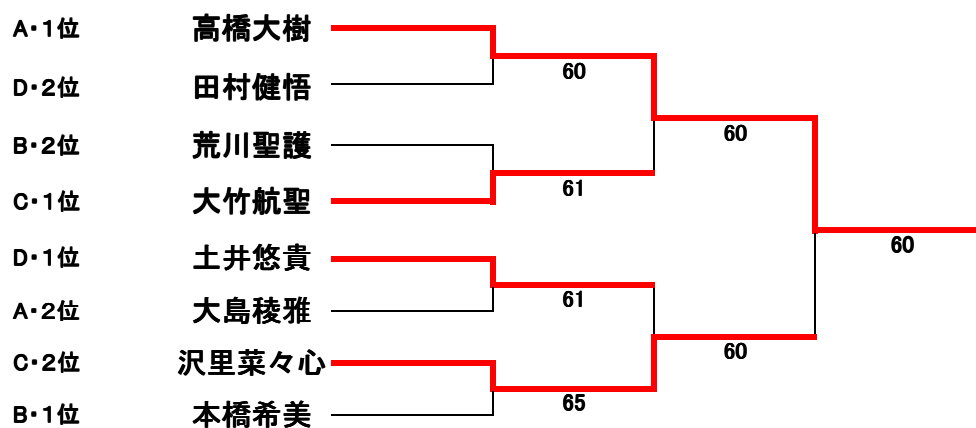 A・1位 高橋大樹
60
D・2位 田村健悟
60
B・2位 荒川聖護
61
C・1位 大竹航聖
60
D・1位 土井悠貴
61
A・2位 大島稜雅
60
C・2位 沢里菜々心
65
B・1位 本橋希美